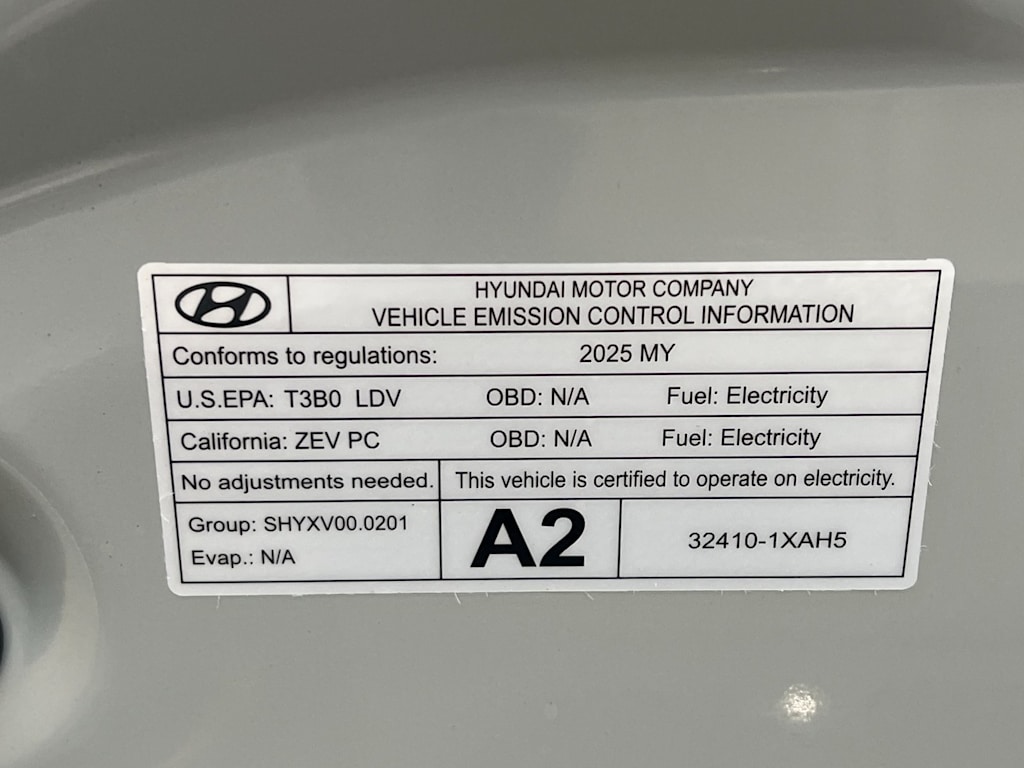 HYUNDAI MOTOR COMPANY
VEHICLE EMISSION CONTROL INFORMATION
Conforms to regulations: 2025 MY
U.S.EPA: T3B0 LDV OBD: N/A Fuel: Electricity
California: ZEV PC OBD: N/A Fuel: Electricity
No adjustments needed. This vehicle is certified to operate on electricity.
Group: SHYXV00.0201
Evap.: N/A
A2
32410-1XAH5